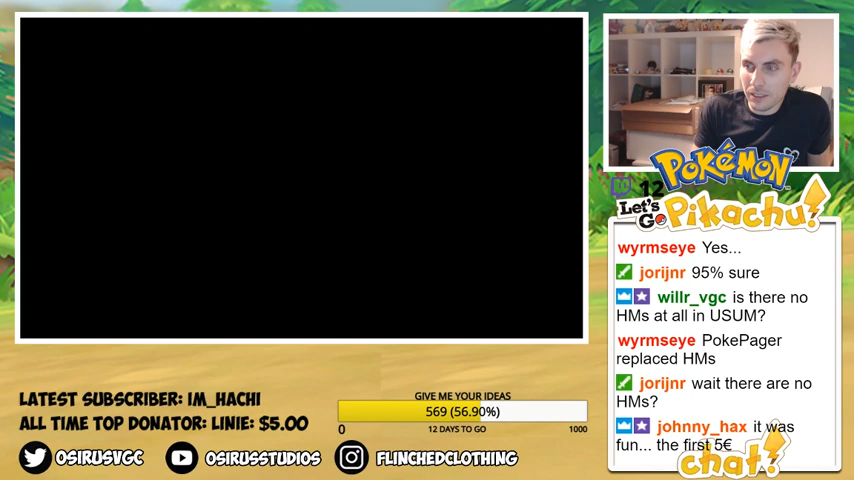 POKéMON
12
Let's Go Pikachu!
wyrmseye Yes...
jorijnr 95% sure
willr_vgc is there no
HMs at all in USUM?
wyrmseye PokePager
replaced HMs
jorijnr wait there are no
HMs?
johnny_hax it was
fun... the first 5€
chat!
LATEST SUBSCRIBER: IM_HACHI
ALL TIME TOP DONATOR: LINIE: $5.00
GIVE ME YOUR IDEAS
569 (56.90%)
0 12 DAYS TO GO 1000
OSIRUSVGC OSIRUSSTUDIOS FLINCHEDCLOTHING